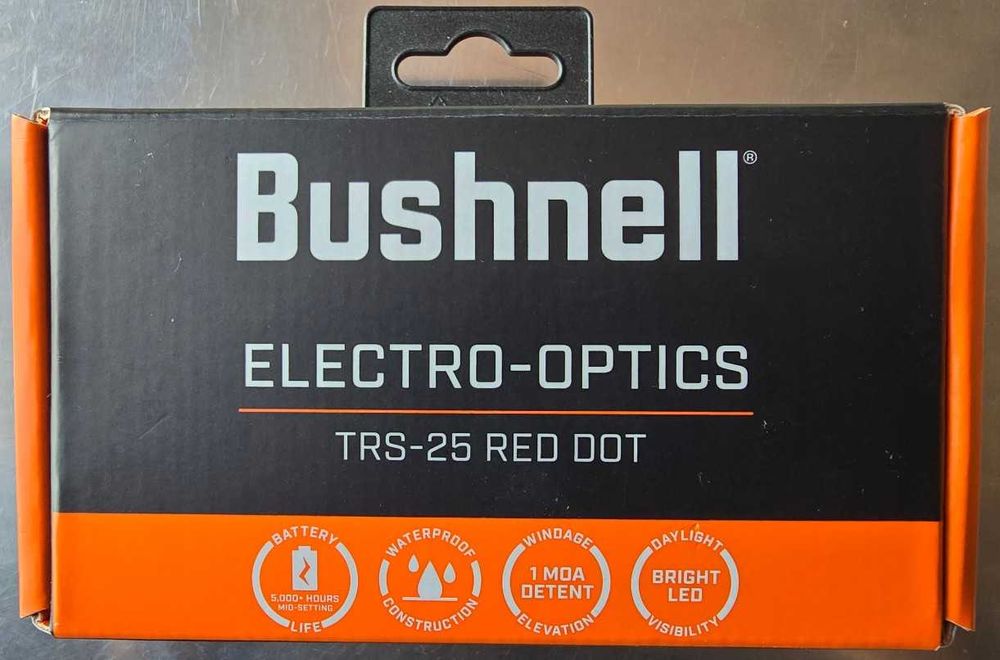 Bushnell®
ELECTRO-OPTICS
TRS-25 RED DOT
BATTERY
5,000+ HOURS
MID-SETTING
LIFE
WATERPROOF
CONSTRUCTION
WINDAGE
1 MOA
DETENT
ELEVATION
DAYLIGHT
BRIGHT
LED
VISIBILITY